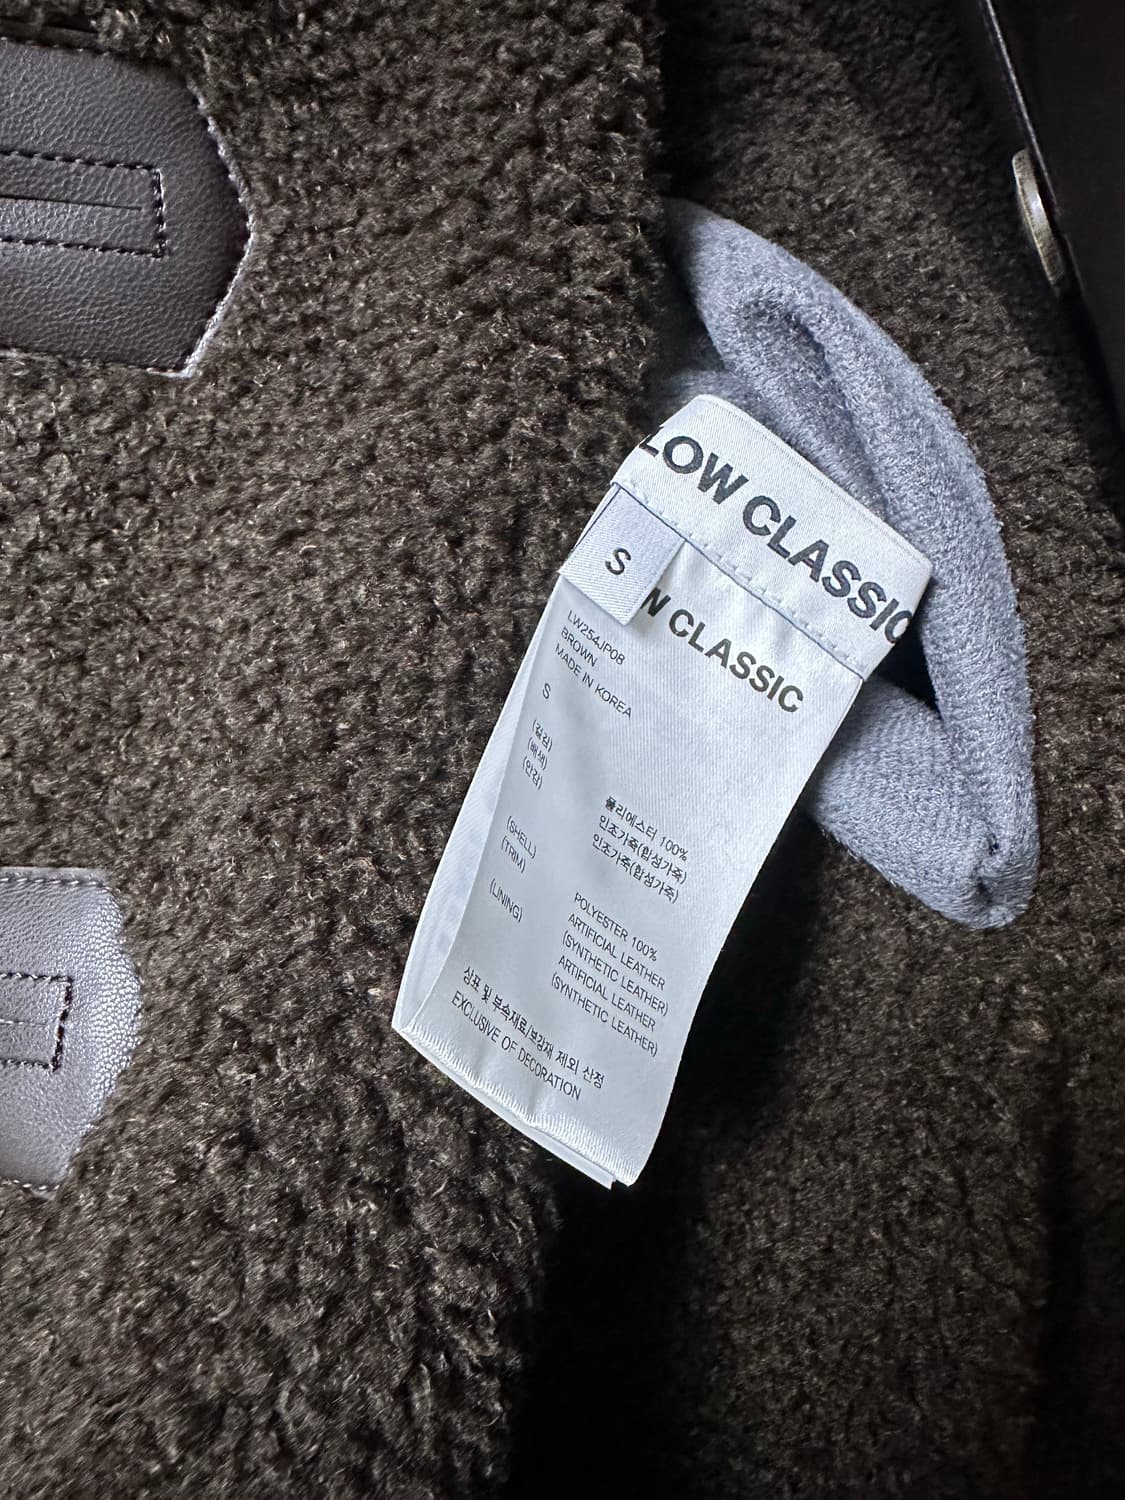 LOW CLASSIC
S
W CLASSIC
LW254JP08
BROWN
MADE IN KOREA
S
(겉감) 폴리에스터 100%
(배색) 인조가죽(합성가죽)
(안감) 인조가죽(합성가죽)
(SHELL) POLYESTER 100%
(TRIM) ARTIFICIAL LEATHER
(SYNTHETIC LEATHER)
(LINING) ARTIFICIAL LEATHER
(SYNTHETIC LEATHER)
상표 및 부속재료/보강재 제외 산정
EXCLUSIVE OF DECORATION